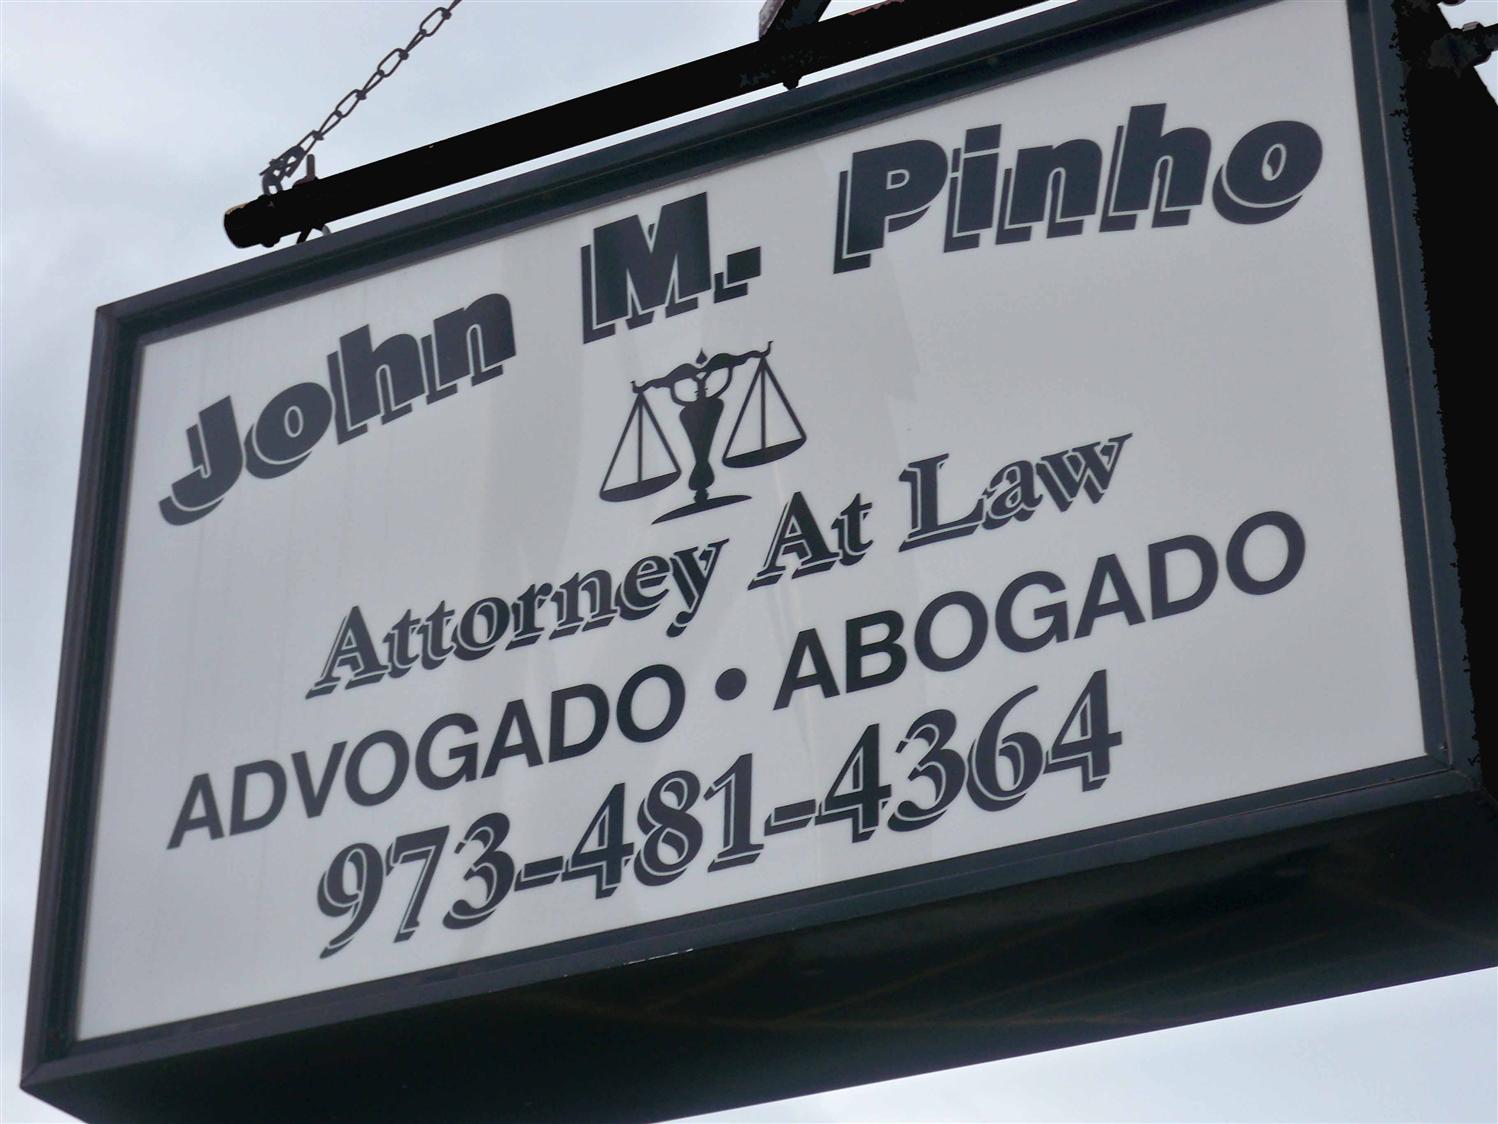 John M. Pinho
Attorney At Law
ADVOGADO • ABOGADO
973-481-4364